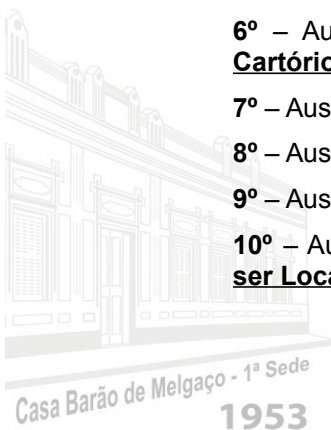 6º – Au
Cartório
7º – Aus
8º – Aus
9º – Aus
10º – Au
ser Loca
Casa Barão de Melgaço - 1ª Sede
1953